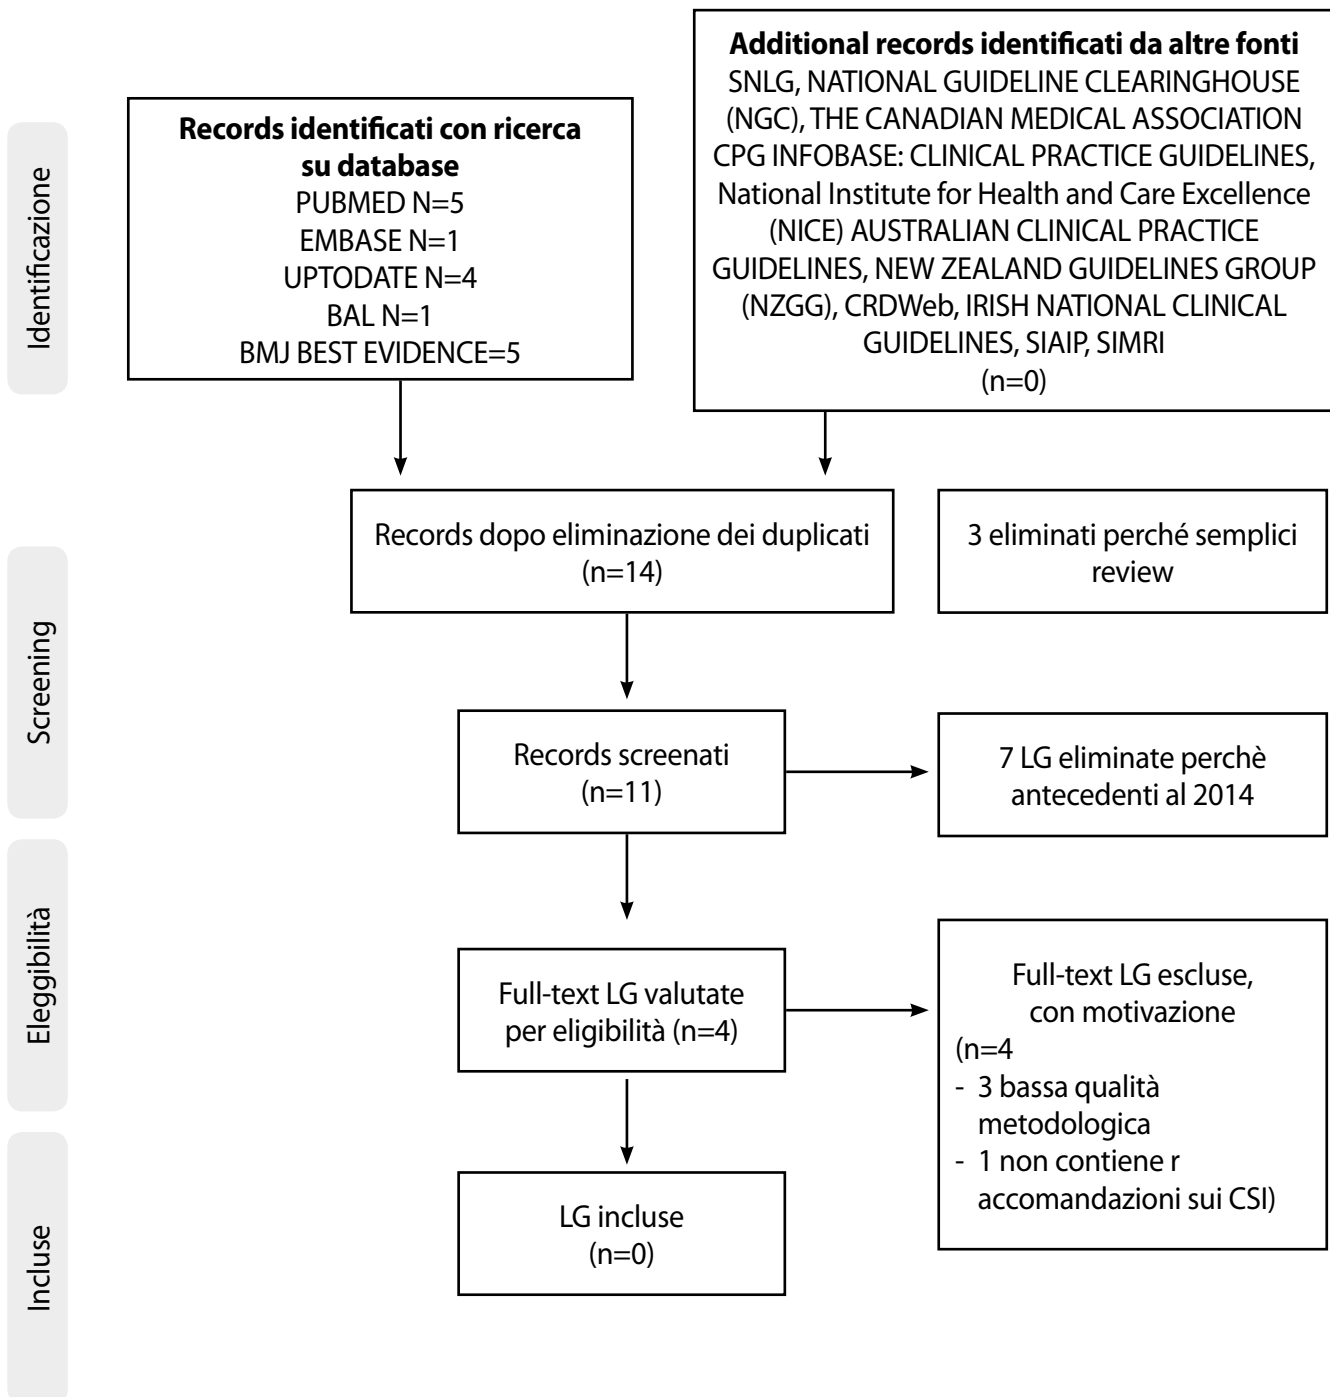 Identificazione
Records identificati con ricerca
su database
PUBMED N=5
EMBASE N=1
UPTODATE N=4
BAL N=1
BMJ BEST EVIDENCE=5
Additional records identificati da altre fonti
SNLG, NATIONAL GUIDELINE CLEARINGHOUSE
(NGC), THE CANADIAN MEDICAL ASSOCIATION
CPG INFOBASE: CLINICAL PRACTICE GUIDELINES,
National Institute for Health and Care Excellence
(NICE) AUSTRALIAN CLINICAL PRACTICE
GUIDELINES, NEW ZEALAND GUIDELINES GROUP
(NZGG), CRDWeb, IRISH NATIONAL CLINICAL
GUIDELINES, SIAIP, SIMRI
(n=0)
Screening
Records dopo eliminazione dei duplicati
(n=14)
3 eliminati perché semplici
review
Records screenati
(n=11)
7 LG eliminate perchè
antecedenti al 2014
Eleggibilità
Full-text LG valutate
per eligibilità (n=4)
Full-text LG escluse,
con motivazione
(n=4
- 3 bassa qualità
metodologica
- 1 non contiene r
accomandazioni sui CSI)
Incluse
LG incluse
(n=0)